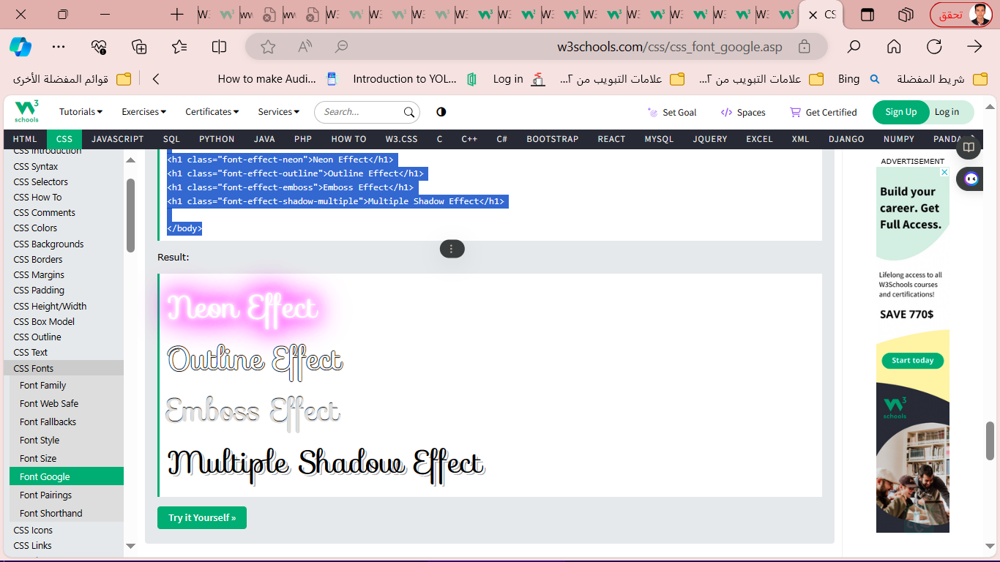 تحقق
CS
w3schools.com/css/css_font_google.asp
قوائم المفضلة الأخرى
How to make Audi...
Introduction to YOL...
Log in
علامات التبويب من ٢...
علامات التبويب من ٢...
Bing
شريط المفضلة
W3 schools
Tutorials
Exercises
Certificates
Services
Search...
Set Goal
Spaces
Get Certified
Sign Up
Log in
HTML CSS JAVASCRIPT SQL PYTHON JAVA PHP HOW TO W3.CSS C C++ C# BOOTSTRAP REACT MYSQL JQUERY EXCEL XML DJANGO NUMPY PANDA
CSS Introduction
CSS Syntax
CSS Selectors
CSS How To
CSS Comments
CSS Colors
CSS Backgrounds
CSS Borders
CSS Margins
CSS Padding
CSS Height/Width
CSS Box Model
CSS Outline
CSS Text
CSS Fonts
Font Family
Font Web Safe
Font Fallbacks
Font Style
Font Size
Font Google
Font Pairings
Font Shorthand
CSS Icons
CSS Links
<h1 class="font-effect-neon">Neon Effect</h1>
<h1 class="font-effect-outline">Outline Effect</h1>
<h1 class="font-effect-emboss">Emboss Effect</h1>
<h1 class="font-effect-shadow-multiple">Multiple Shadow Effect</h1>
</body>
Result:
Neon Effect
Outline Effect
Emboss Effect
Multiple Shadow Effect
Try it Yourself »
ADVERTISEMENT
Build your
career. Get
Full Access.
Lifelong access to all
W3Schools courses
and certifications!
SAVE 770$
Start today
W3 schools